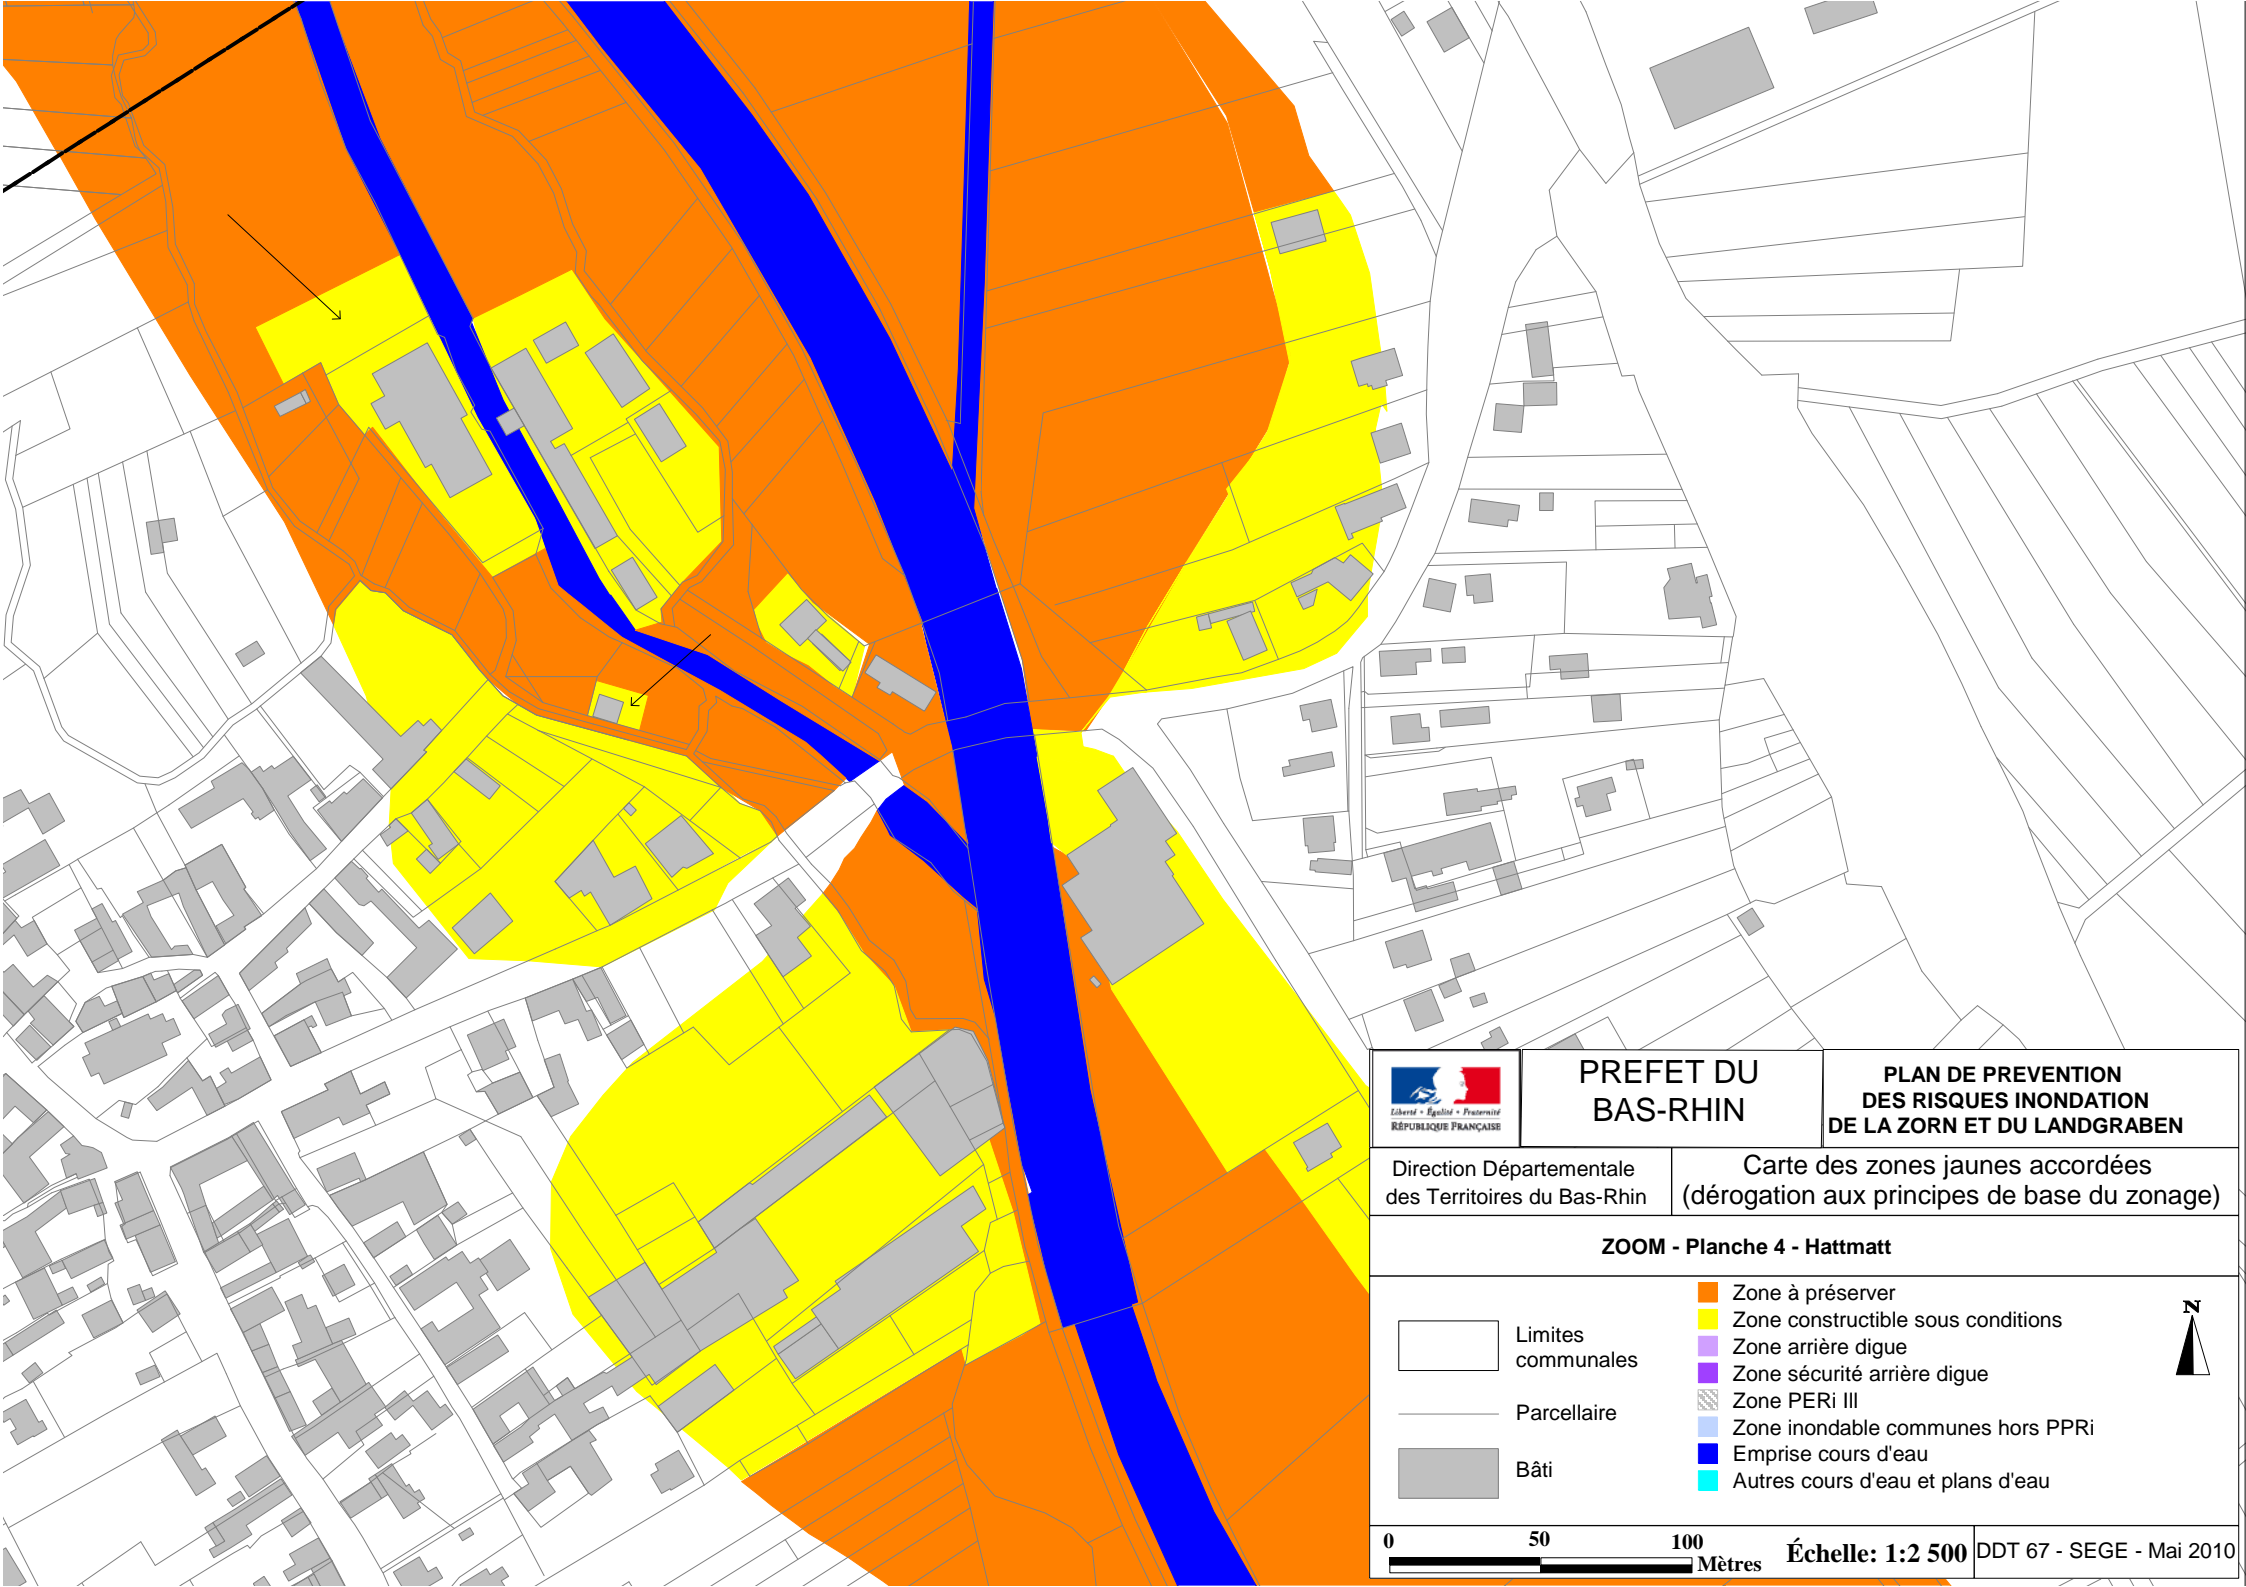 Liberté • Égalité • Fraternité
RÉPUBLIQUE FRANÇAISE
PREFET DU
BAS-RHIN
PLAN DE PREVENTION
DES RISQUES INONDATION
DE LA ZORN ET DU LANDGRABEN
Direction Départementale
des Territoires du Bas-Rhin
Carte des zones jaunes accordées
(dérogation aux principes de base du zonage)
ZOOM - Planche 4 - Hattmatt
Limites
communales
Parcellaire
Bâti
Zone à préserver
Zone constructible sous conditions
Zone arrière digue
Zone sécurité arrière digue
Zone PERi III
Zone inondable communes hors PPRi
Emprise cours d'eau
Autres cours d'eau et plans d'eau
N
0 50 100
Mètres
Échelle: 1:2 500
DDT 67 - SEGE - Mai 2010